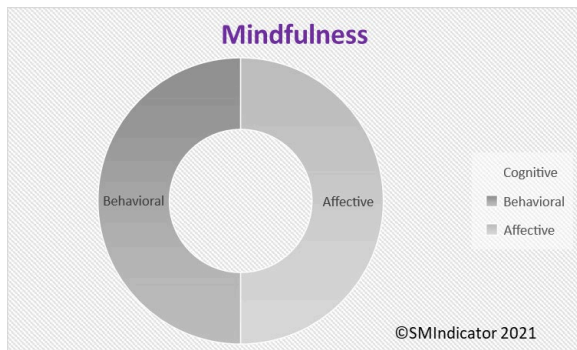 Mindfulness
Behavioral
Affective
Cognitive
Behavioral
Affective
©SMIndicator 2021